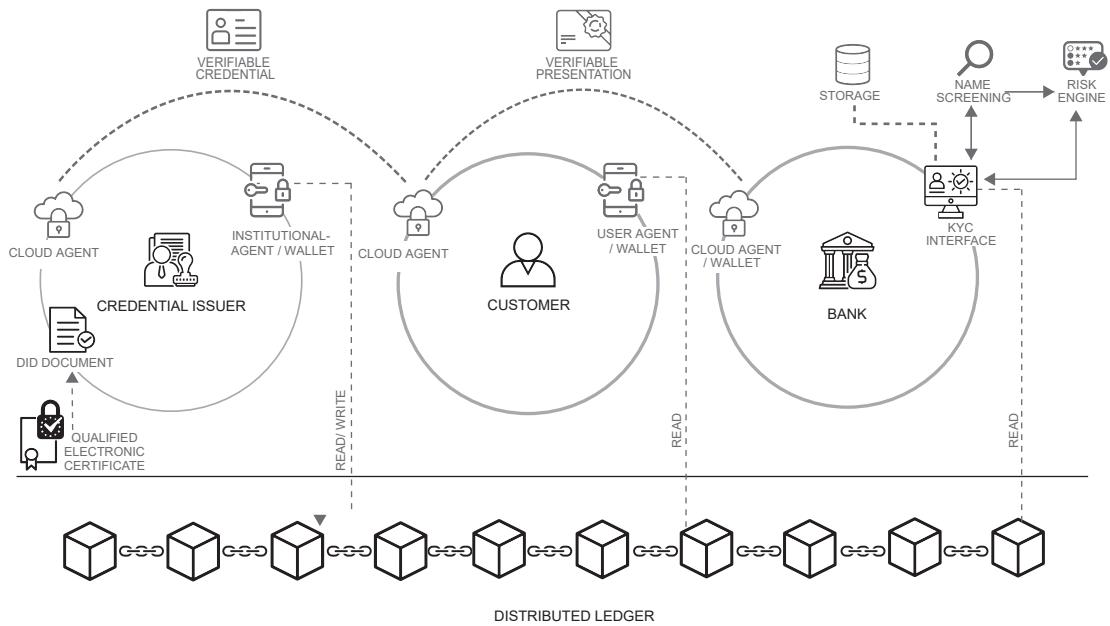 VERIFIABLE
CREDENTIAL
VERIFIABLE
PRESENTATION
STORAGE
NAME
SCREENING
RISK
ENGINE
CLOUD AGENT
INSTITUTIONAL-
AGENT / WALLET
CREDENTIAL ISSUER
DID DOCUMENT
QUALIFIED
ELECTRONIC
CERTIFICATE
READ/ WRITE
CLOUD AGENT
USER AGENT
/ WALLET
CUSTOMER
READ
CLOUD AGENT
/ WALLET
KYC
INTERFACE
BANK
READ
DISTRIBUTED LEDGER